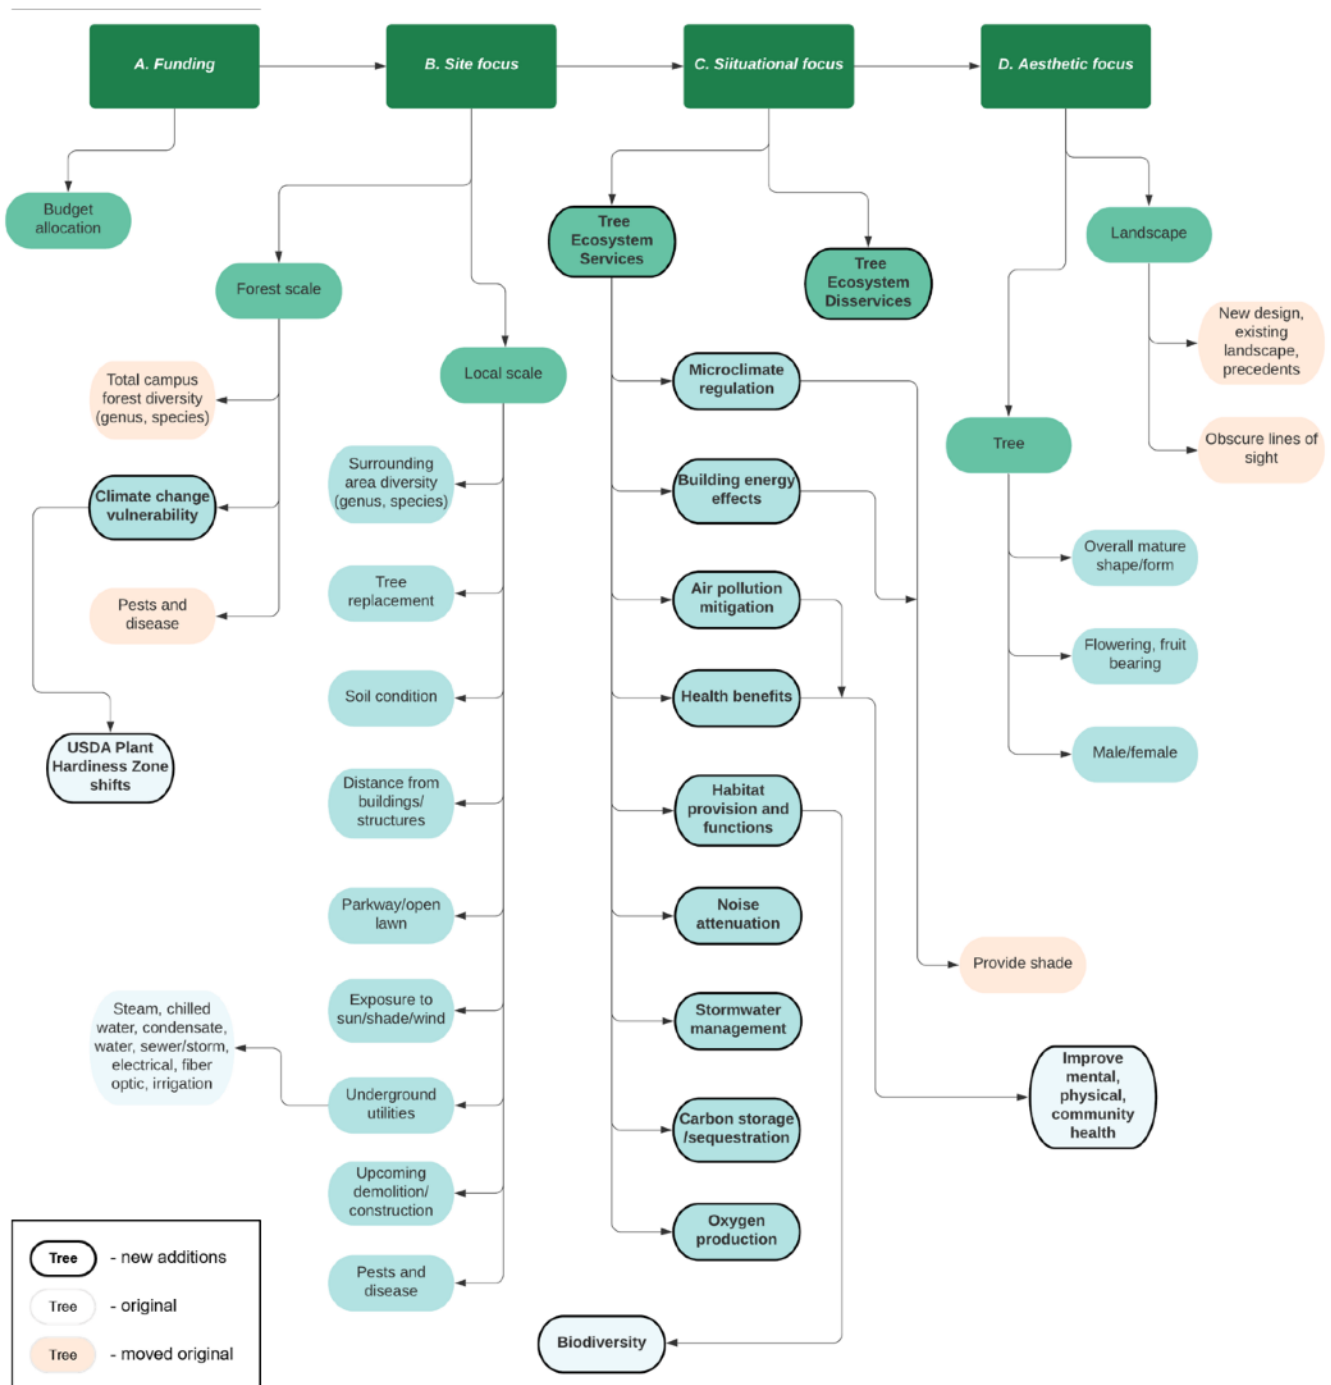 A. Funding
B. Site focus
C. Siituational focus
D. Aesthetic focus
Budget
allocation
Forest scale
Total campus
forest diversity
(genus, species)
Climate change
vulnerability
Pests and
disease
USDA Plant
Hardiness Zone
shifts
Local scale
Surrounding
area diversity
(genus, species)
Tree
replacement
Soil condition
Distance from
buildings/
structures
Parkway/open
lawn
Exposure to
sun/shade/wind
Underground
utilities
Steam, chilled
water, condensate,
water, sewer/storm,
electrical, fiber
optic, irrigation
Upcoming
demolition/
construction
Pests and
disease
Tree
Ecosystem
Services
Tree
Ecosystem
Disservices
Microclimate
regulation
Building energy
effects
Air pollution
mitigation
Health benefits
Habitat
provision and
functions
Noise
attenuation
Stormwater
management
Carbon storage
/sequestration
Oxygen
production
Biodiversity
Provide shade
Improve
mental,
physical,
community
health
Landscape
New design,
existing
landscape,
precedents
Obscure lines of
sight
Tree
Overall mature
shape/form
Flowering, fruit
bearing
Male/female
Tree - new additions
Tree - original
Tree - moved original